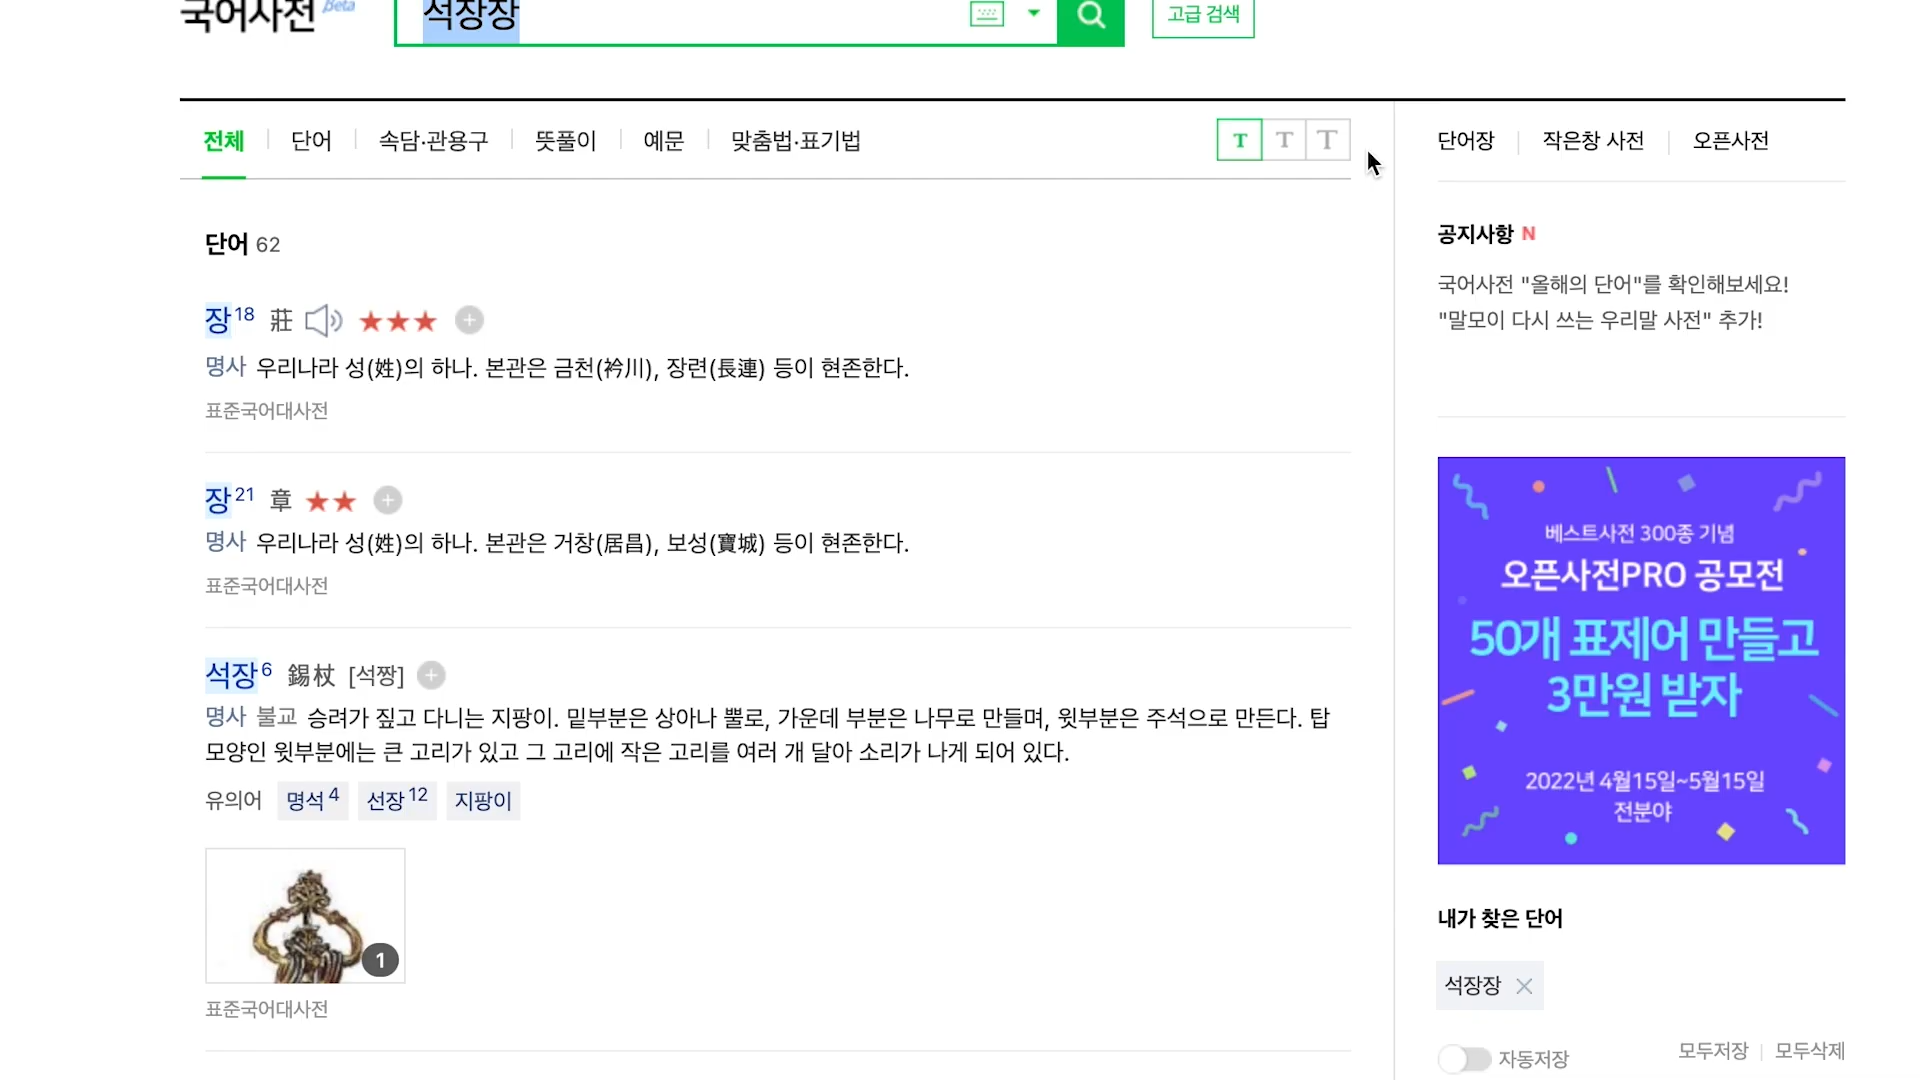 국어사전 Beta
석장장
고급 검색
전체 단어 속담·관용구 뜻풀이 예문 맞춤법·표기법
T T T
단어장 작은창 사전 오픈사전
단어 62
장18 莊 ★★★
명사 우리나라 성(姓)의 하나. 본관은 금천(衿川), 장련(長連) 등이 현존한다.
표준국어대사전
장21 章 ★★
명사 우리나라 성(姓)의 하나. 본관은 거창(居昌), 보성(寶城) 등이 현존한다.
표준국어대사전
석장6 錫杖 [석짱]
명사 불교 승려가 짚고 다니는 지팡이. 밑부분은 상아나 뿔로, 가운데 부분은 나무로 만들며, 윗부분은 주석으로 만든다. 탑
모양인 윗부분에는 큰 고리가 있고 그 고리에 작은 고리를 여러 개 달아 소리가 나게 되어 있다.
유의어 명석4 선장12 지팡이
1
표준국어대사전
공지사항 N
국어사전 "올해의 단어"를 확인해보세요!
"말모이 다시 쓰는 우리말 사전" 추가!
베스트사전 300종 기념
오픈사전PRO 공모전
50개 표제어 만들고
3만원 받자
2022년 4월15일~5월15일
전분야
내가 찾은 단어
석장장
자동저장 모두저장 모두삭제